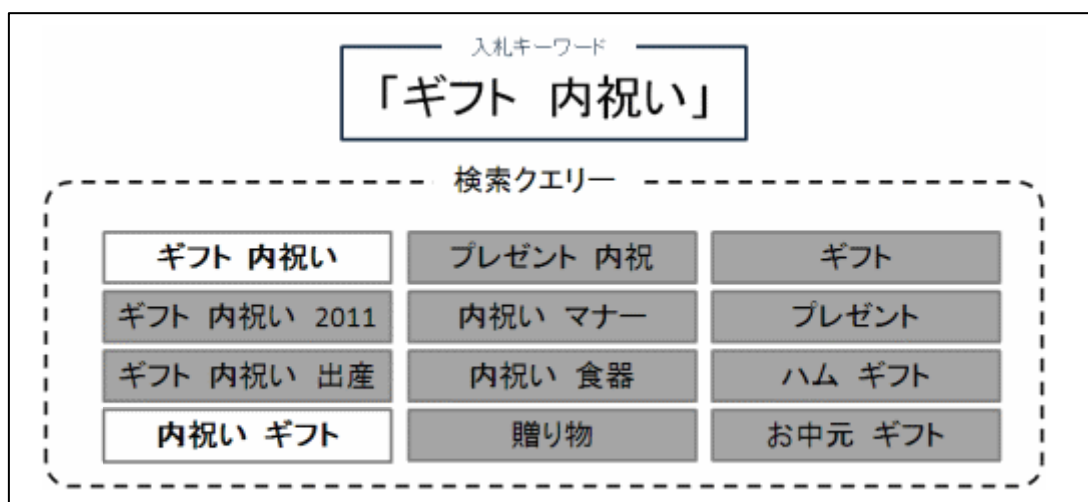 入札キーワード
「ギフト 内祝い」
検索クエリー
ギフト 内祝い
プレゼント 内祝
ギフト
ギフト 内祝い 2011
内祝い マナー
プレゼント
ギフト 内祝い 出産
内祝い 食器
ハム ギフト
内祝い ギフト
贈り物
お中元 ギフト